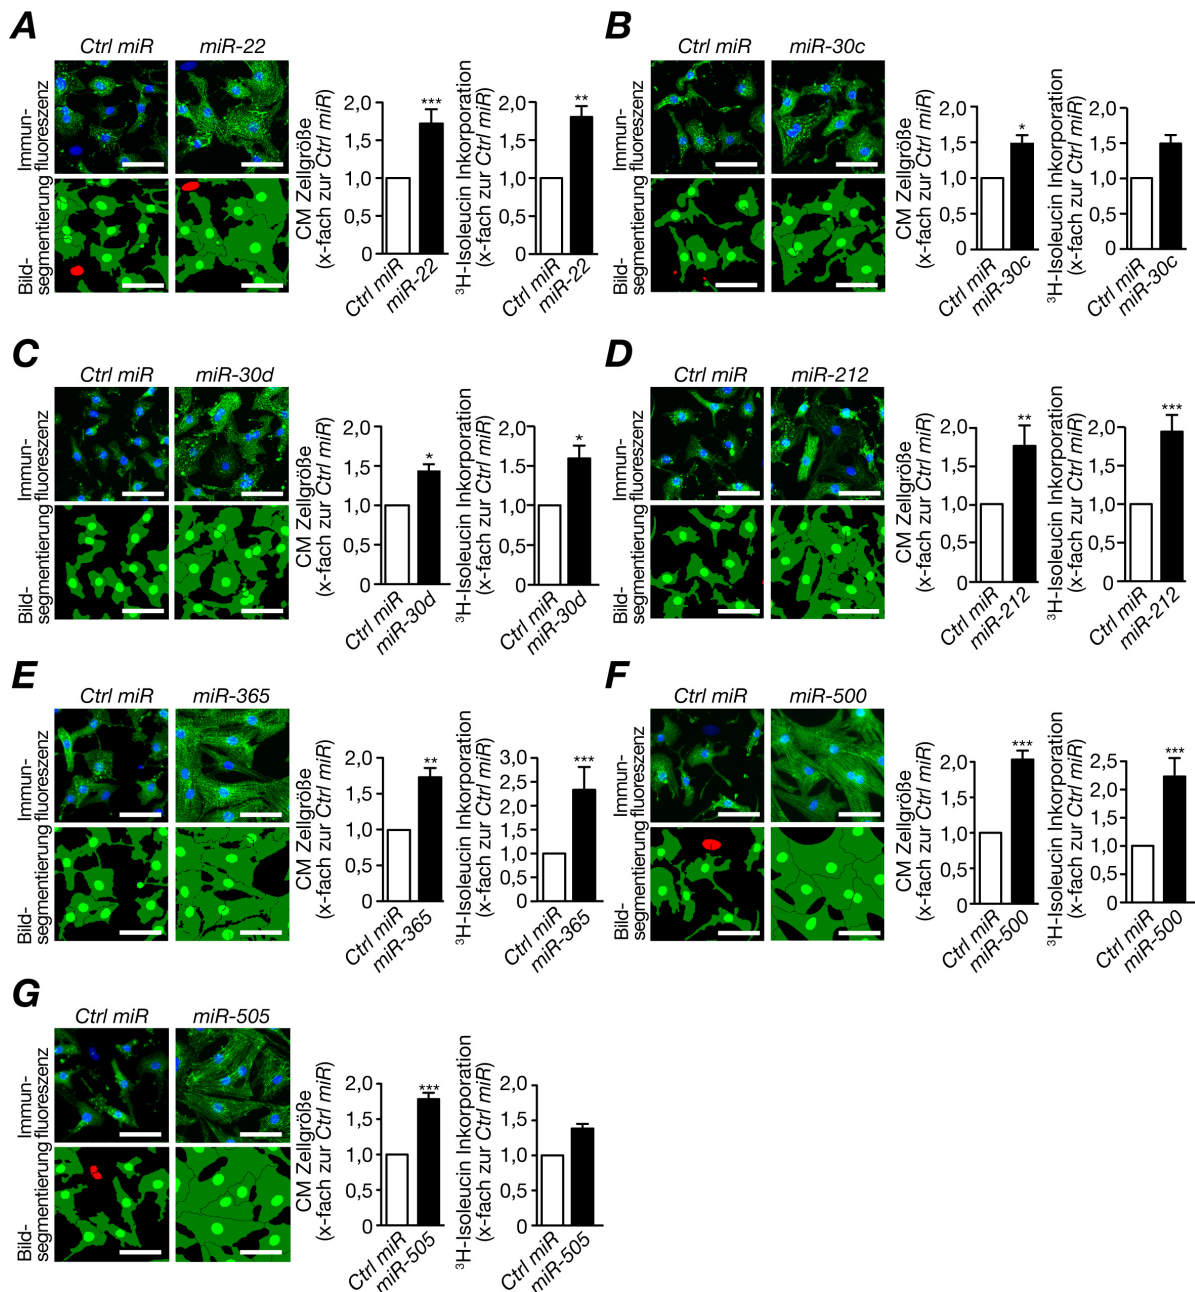 A
Ctrl miR
miR-22
Immun-
fluoreszenz
Bild-
segmentierung
CM Zellgröße
(x-fach zur Ctrl miR)
2,0
1,5
1,0
0,5
0
***
Ctrl miR
miR-22
³H-Isoleucin Inkorporation
(x-fach zur Ctrl miR)
2,0
1,5
1,0
0,5
0
**
Ctrl miR
miR-22
B
Ctrl miR
miR-30c
Immun-
fluoreszenz
Bild-
segmentierung
CM Zellgröße
(x-fach zur Ctrl miR)
2,0
1,5
1,0
0,5
0
*
Ctrl miR
miR-30c
³H-Isoleucin Inkorporation
(x-fach zur Ctrl miR)
2,0
1,5
1,0
0,5
0
Ctrl miR
miR-30c
C
Ctrl miR
miR-30d
Immun-
fluoreszenz
Bild-
segmentierung
CM Zellgröße
(x-fach zur Ctrl miR)
2,0
1,5
1,0
0,5
0
*
Ctrl miR
miR-30d
³H-Isoleucin Inkorporation
(x-fach zur Ctrl miR)
2,0
1,5
1,0
0,5
0
*
Ctrl miR
miR-30d
D
Ctrl miR
miR-212
Immun-
fluoreszenz
Bild-
segmentierung
CM Zellgröße
(x-fach zur Ctrl miR)
2,0
1,5
1,0
0,5
0
**
Ctrl miR
miR-212
³H-Isoleucin Inkorporation
(x-fach zur Ctrl miR)
2,0
1,5
1,0
0,5
0
***
Ctrl miR
miR-212
E
Ctrl miR
miR-365
Immun-
fluoreszenz
Bild-
segmentierung
CM Zellgröße
(x-fach zur Ctrl miR)
2,0
1,5
1,0
0,5
0
**
Ctrl miR
miR-365
³H-Isoleucin Inkorporation
(x-fach zur Ctrl miR)
3,0
2,5
2,0
1,5
1,0
0,5
0
***
Ctrl miR
miR-365
F
Ctrl miR
miR-500
Immun-
fluoreszenz
Bild-
segmentierung
CM Zellgröße
(x-fach zur Ctrl miR)
2,0
1,5
1,0
0,5
0
***
Ctrl miR
miR-500
³H-Isoleucin Inkorporation
(x-fach zur Ctrl miR)
2,5
2,0
1,5
1,0
0,5
0
***
Ctrl miR
miR-500
G
Ctrl miR
miR-505
Immun-
fluoreszenz
Bild-
segmentierung
CM Zellgröße
(x-fach zur Ctrl miR)
2,0
1,5
1,0
0,5
0
***
Ctrl miR
miR-505
³H-Isoleucin Inkorporation
(x-fach zur Ctrl miR)
2,0
1,5
1,0
0,5
0
Ctrl miR
miR-505